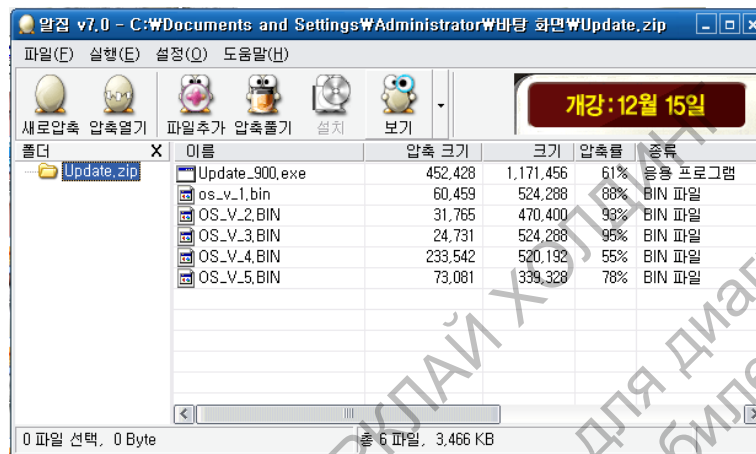 알집 v7.0 - C:₩Documents and Settings₩Administrator₩바탕 화면₩Update.zip
파일(F) 실행(E) 설정(O) 도움말(H)
새로압축 압축열기 파일추가 압축풀기 설치 보기
개강:12월 15일
폴더 X 이름 압축 크기 크기 압축률 종류
Update.zip
Update_900.exe 452,428 1,171,456 61% 응용 프로그램
os_v_1.bin 60,459 524,288 88% BIN 파일
OS_V_2.BIN 31,765 470,400 93% BIN 파일
OS_V_3.BIN 24,731 524,288 95% BIN 파일
OS_V_4.BIN 233,542 520,192 55% BIN 파일
OS_V_5.BIN 73,081 339,328 78% BIN 파일
0 파일 선택, 0 Byte 총 6 파일, 3,466 KB
ХОЛДИНГ
для